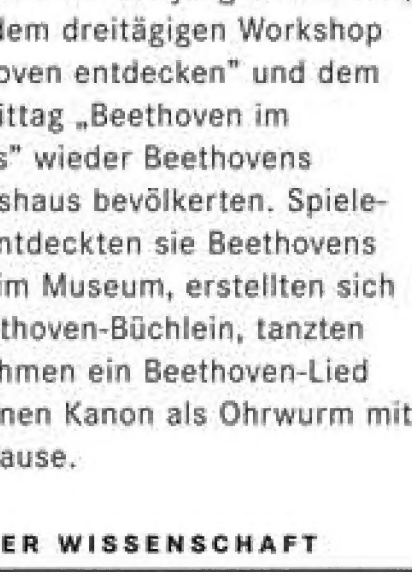 dem dreitägigen Workshop
oven entdecken" und dem
ittag „Beethoven im
s" wieder Beethovens
shaus bevölkerten. Spiele-
ntdeckten sie Beethovens
im Museum, erstellten sich
thoven-Büchlein, tanzten
hmen ein Beethoven-Lied
nen Kanon als Ohrwurm mit
ause.
ER WISSENSCHAFT